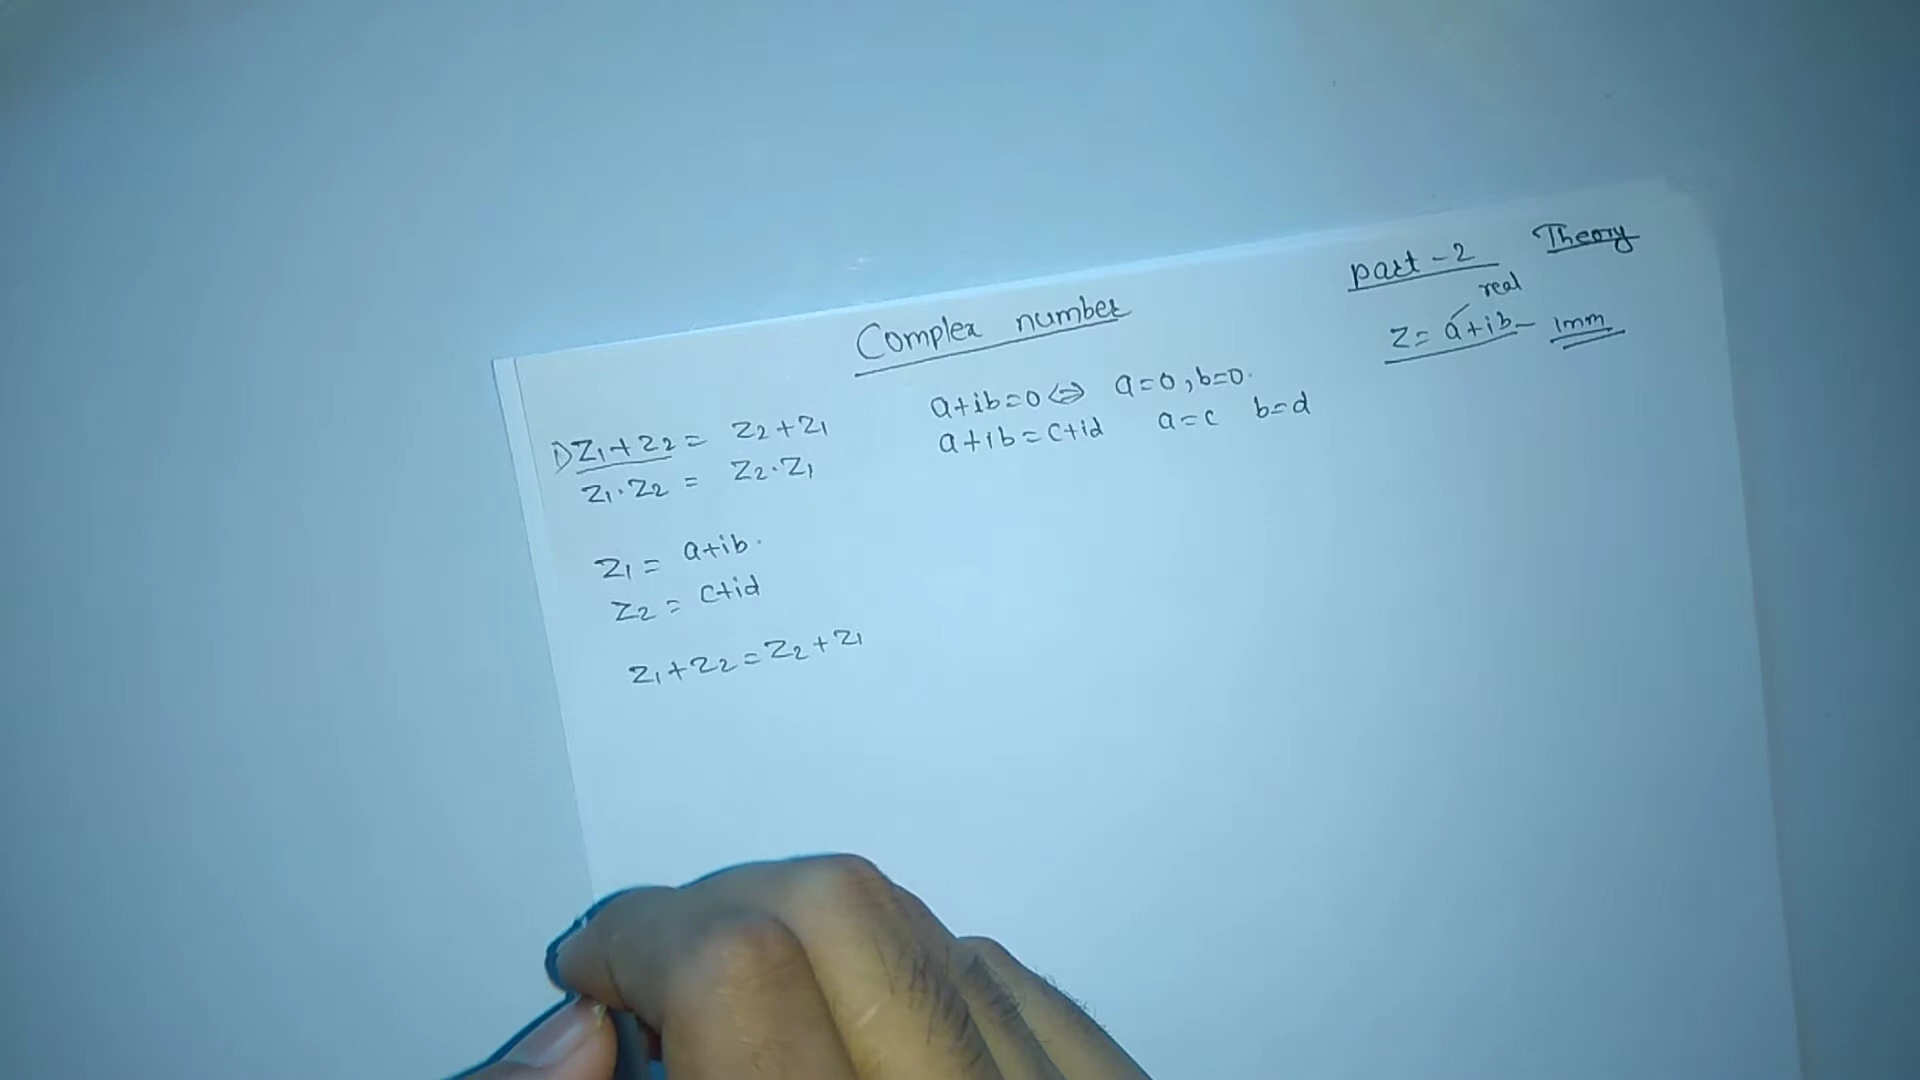 Part-2 Theory
Complex number
real
Z = a+ib - imm
a+ib=0 ⇔ a=0, b=0.
a+ib=c+id a=c b=d
1) Z1+Z2 = Z2+Z1
Z1·Z2 = Z2·Z1
Z1 = a+ib.
Z2 = c+id
Z1+Z2=Z2+Z1